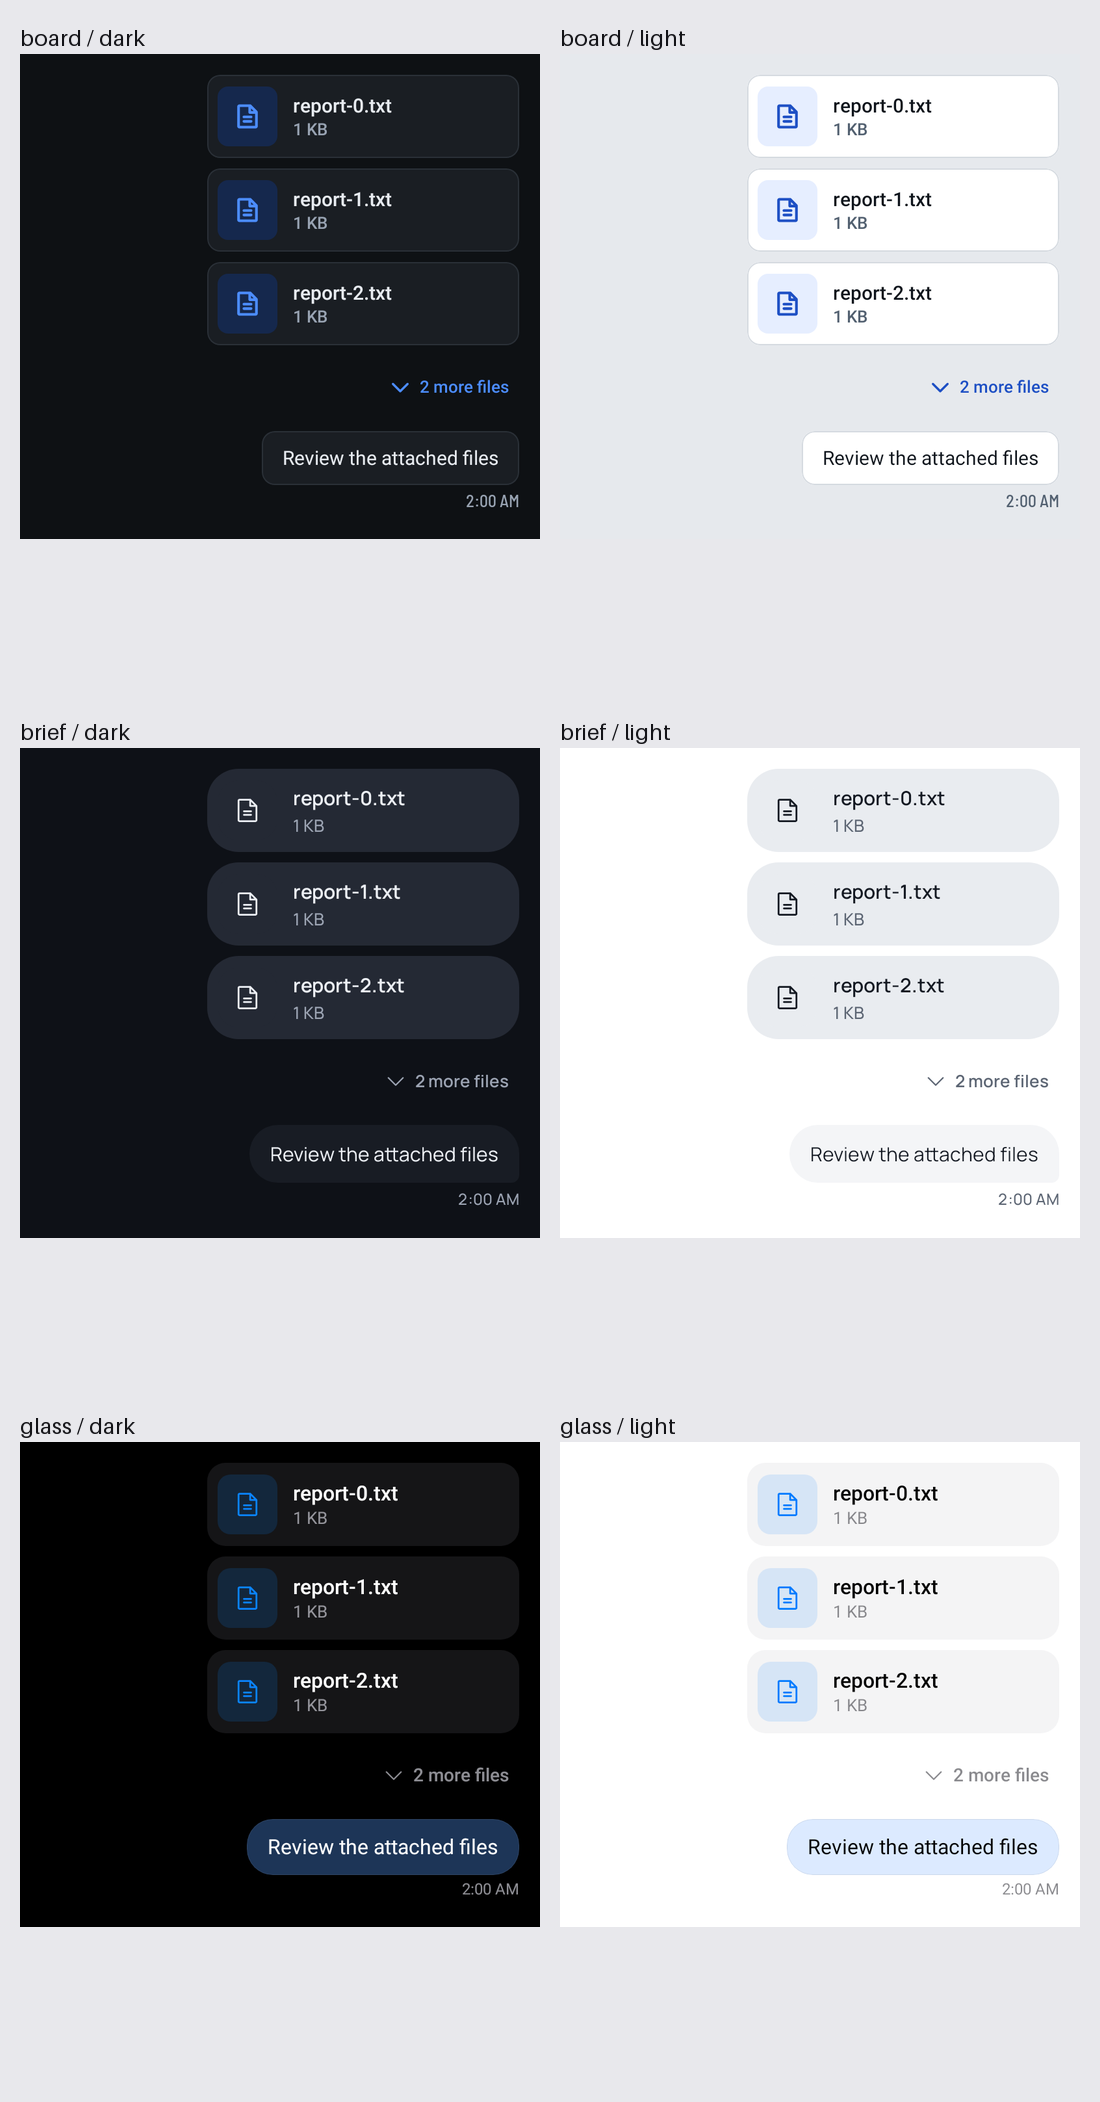 board / dark
report-0.txt
1 KB
report-1.txt
1 KB
report-2.txt
1 KB
2 more files
Review the attached files
2:00 AM
board / light
report-0.txt
1 KB
report-1.txt
1 KB
report-2.txt
1 KB
2 more files
Review the attached files
2:00 AM
brief / dark
report-0.txt
1 KB
report-1.txt
1 KB
report-2.txt
1 KB
2 more files
Review the attached files
2:00 AM
brief / light
report-0.txt
1 KB
report-1.txt
1 KB
report-2.txt
1 KB
2 more files
Review the attached files
2:00 AM
glass / dark
report-0.txt
1 KB
report-1.txt
1 KB
report-2.txt
1 KB
2 more files
Review the attached files
2:00 AM
glass / light
report-0.txt
1 KB
report-1.txt
1 KB
report-2.txt
1 KB
2 more files
Review the attached files
2:00 AM